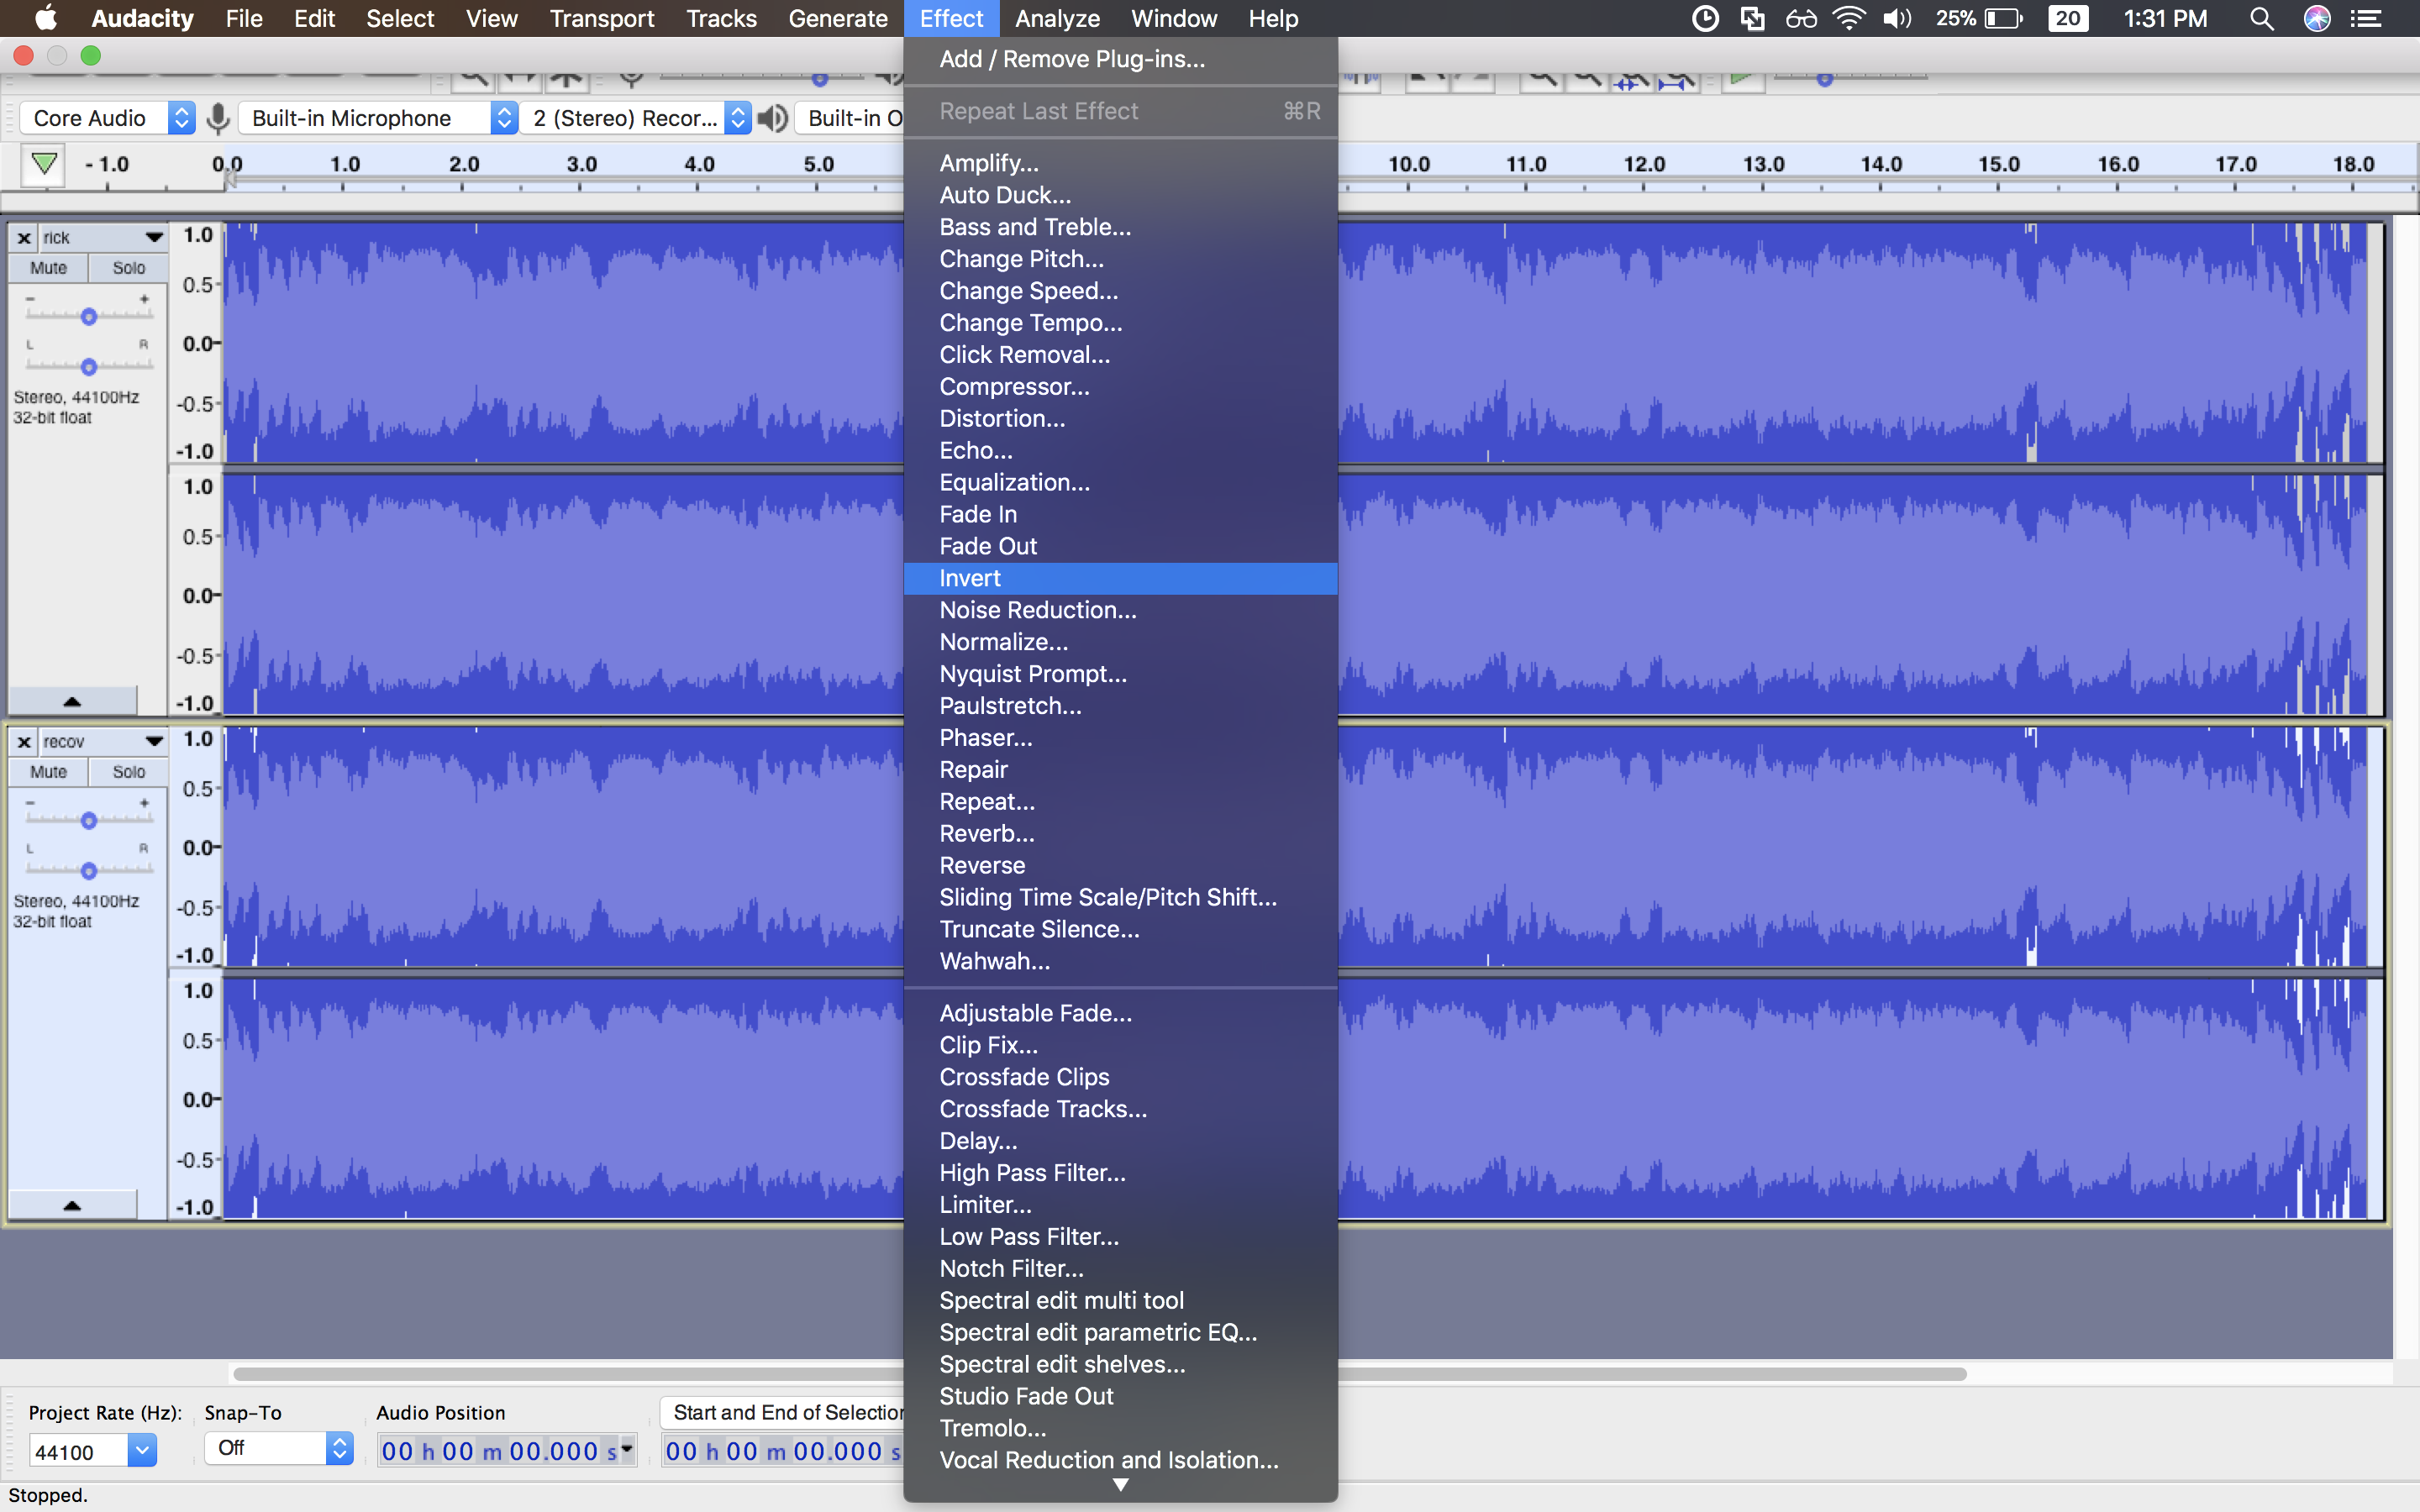 Audacity File Edit Select View Transport Tracks Generate Effect Analyze Window Help 25% 20 1:31 PM
Core Audio Built-in Microphone 2 (Stereo) Recor... Built-in O
- 1.0 0.0 1.0 2.0 3.0 4.0 5.0 10.0 11.0 12.0 13.0 14.0 15.0 16.0 17.0 18.0
x rick
Mute Solo
- +
L R
Stereo, 44100Hz
32-bit float
1.0
0.5-
0.0-
-0.5-
-1.0
1.0
0.5-
0.0-
-0.5-
-1.0
x recov
Mute Solo
- +
L R
Stereo, 44100Hz
32-bit float
1.0
0.5-
0.0-
-0.5-
-1.0
1.0
0.5-
0.0-
-0.5-
-1.0
Add / Remove Plug-ins...
Repeat Last Effect ⌘R
Amplify...
Auto Duck...
Bass and Treble...
Change Pitch...
Change Speed...
Change Tempo...
Click Removal...
Compressor...
Distortion...
Echo...
Equalization...
Fade In
Fade Out
Invert
Noise Reduction...
Normalize...
Nyquist Prompt...
Paulstretch...
Phaser...
Repair
Repeat...
Reverb...
Reverse
Sliding Time Scale/Pitch Shift...
Truncate Silence...
Wahwah...
Adjustable Fade...
Clip Fix...
Crossfade Clips
Crossfade Tracks...
Delay...
High Pass Filter...
Limiter...
Low Pass Filter...
Notch Filter...
Spectral edit multi tool
Spectral edit parametric EQ...
Spectral edit shelves...
Studio Fade Out
Tremolo...
Vocal Reduction and Isolation...
Project Rate (Hz): Snap-To Audio Position Start and End of Selection
44100 Off 00 h 00 m 00.000 s 00 h 00 m 00.000 s
Stopped.